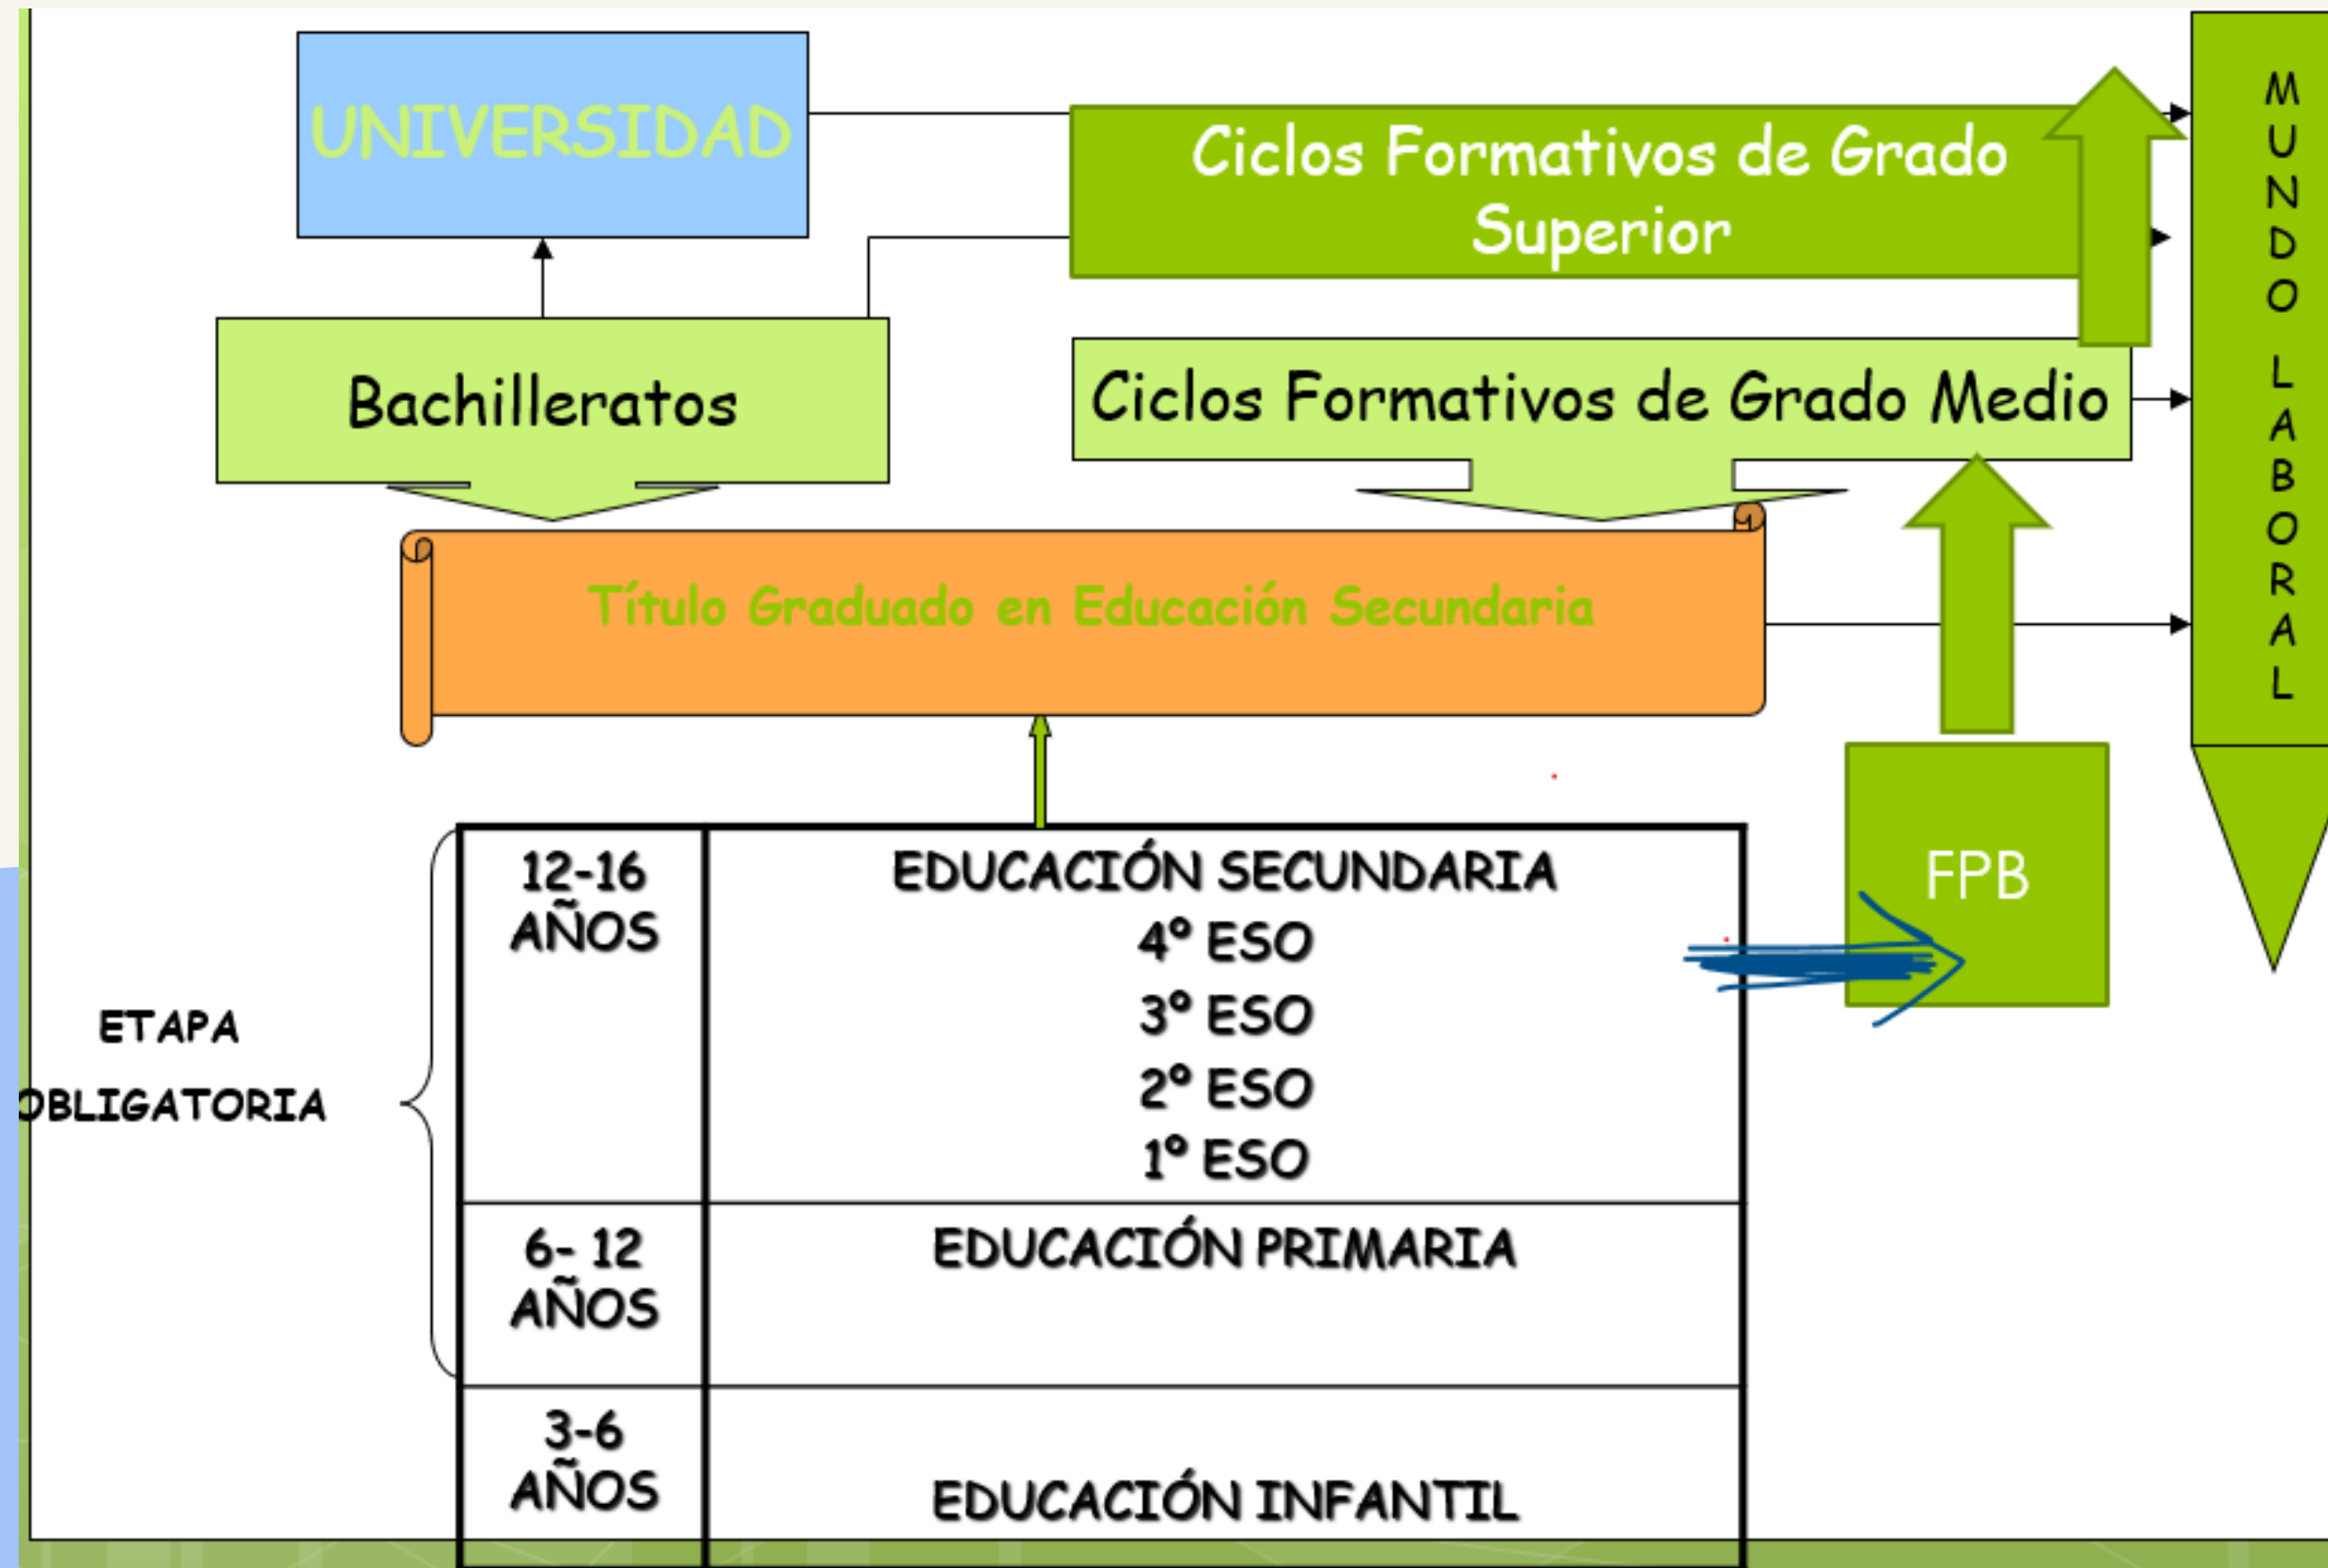 UNIVERSIDAD
Ciclos Formativos de Grado
Superior
Bachilleratos
Ciclos Formativos de Grado Medio
MUNDO LABORAL
Título Graduado en Educación Secundaria
FPB
12-16
AÑOS
EDUCACIÓN SECUNDARIA
4º ESO
3º ESO
2º ESO
1º ESO
ETAPA
OBLIGATORIA
6- 12
AÑOS
EDUCACIÓN PRIMARIA
3-6
AÑOS
EDUCACIÓN INFANTIL